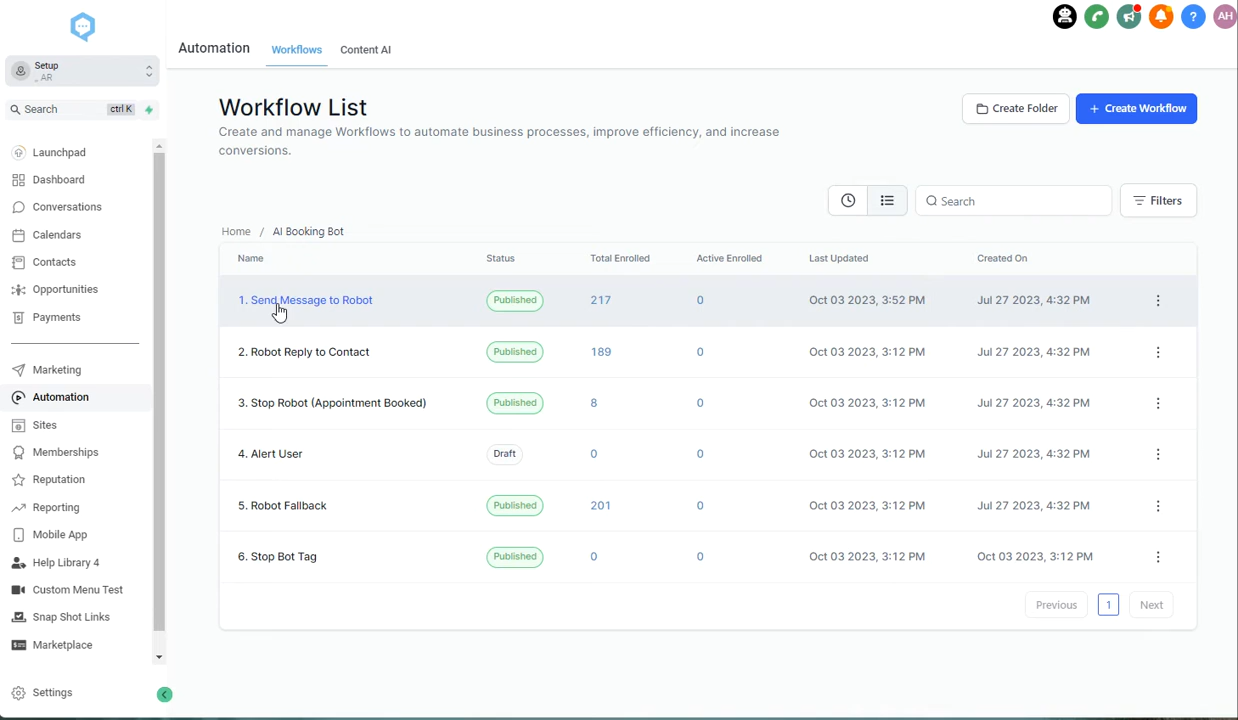 AH
Setup
, AR
Search ctrl K
Launchpad
Dashboard
Conversations
Calendars
Contacts
Opportunities
Payments
Marketing
Automation
Sites
Memberships
Reputation
Reporting
Mobile App
Help Library 4
Custom Menu Test
Snap Shot Links
Marketplace
Settings
Automation Workflows Content AI
Workflow List
Create and manage Workflows to automate business processes, improve efficiency, and increase
conversions.
Create Folder
+ Create Workflow
Search
Filters
Home / AI Booking Bot
Name Status Total Enrolled Active Enrolled Last Updated Created On
1. Send Message to Robot Published 217 0 Oct 03 2023, 3:52 PM Jul 27 2023, 4:32 PM
2. Robot Reply to Contact Published 189 0 Oct 03 2023, 3:12 PM Jul 27 2023, 4:32 PM
3. Stop Robot (Appointment Booked) Published 8 0 Oct 03 2023, 3:12 PM Jul 27 2023, 4:32 PM
4. Alert User Draft 0 0 Oct 03 2023, 3:12 PM Jul 27 2023, 4:32 PM
5. Robot Fallback Published 201 0 Oct 03 2023, 3:12 PM Jul 27 2023, 4:32 PM
6. Stop Bot Tag Published 0 0 Oct 03 2023, 3:12 PM Oct 03 2023, 3:12 PM
Previous 1 Next